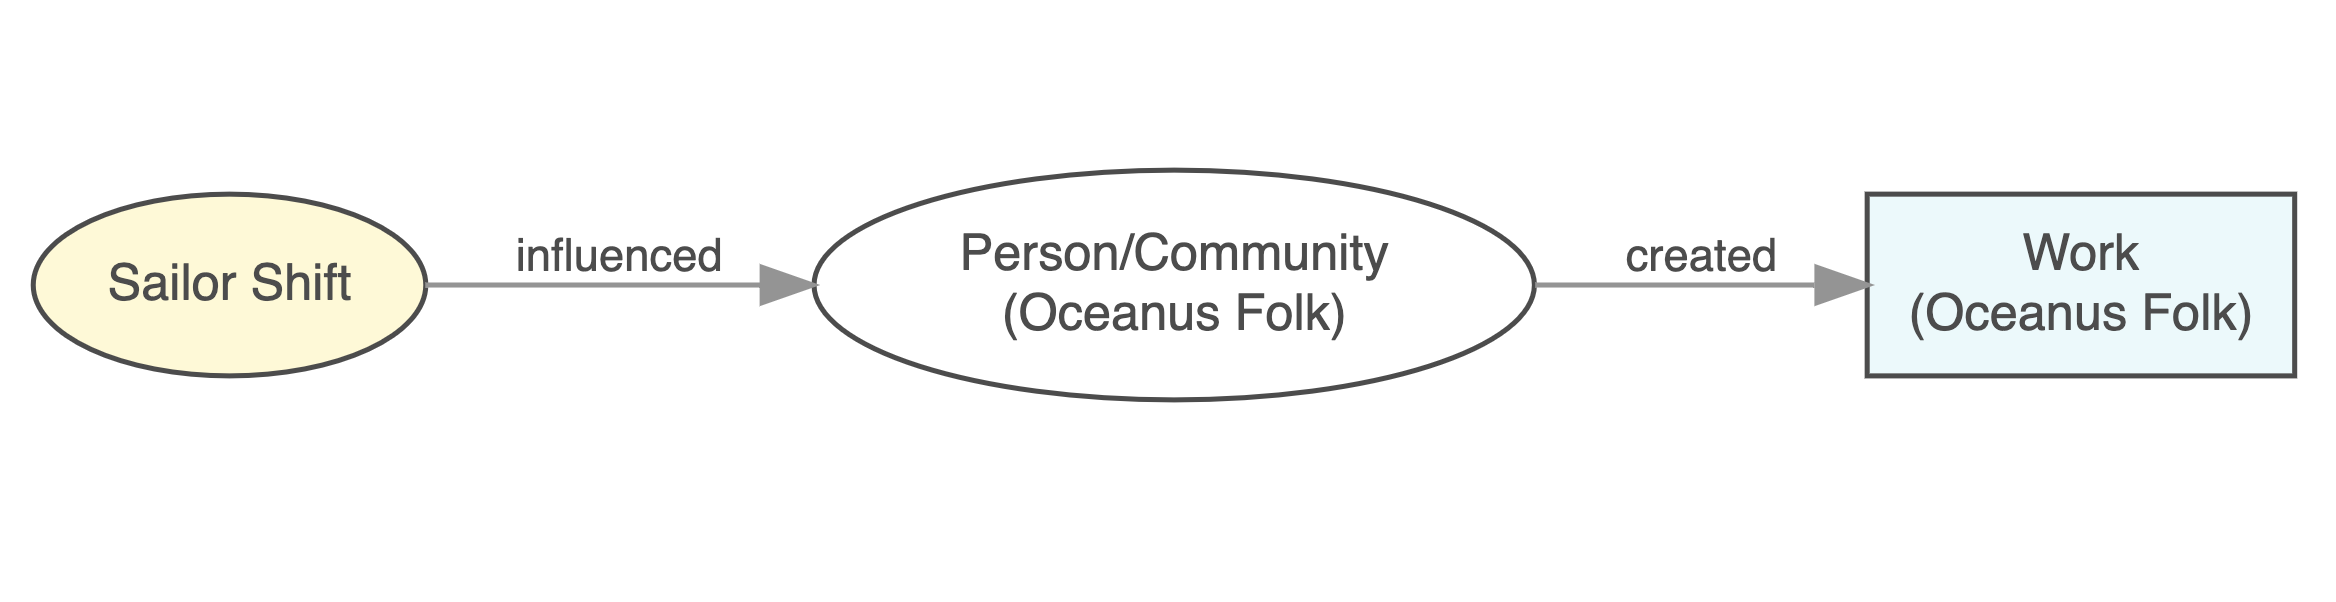 Sailor Shift
influenced
Person/Community
(Oceanus Folk)
created
Work
(Oceanus Folk)